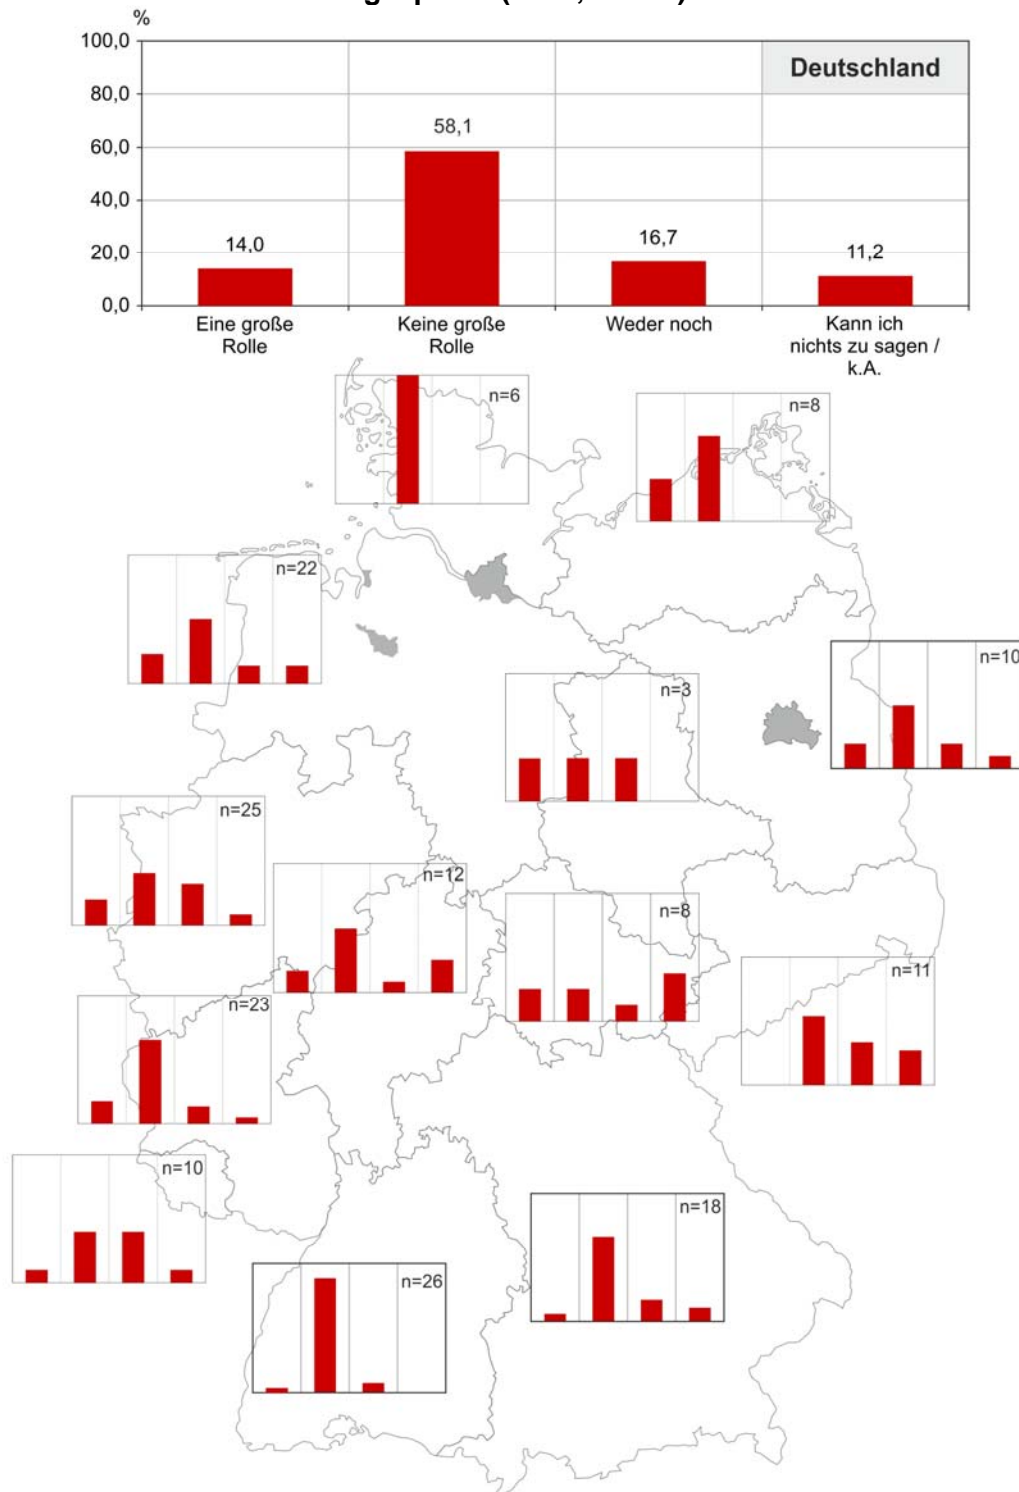 %
100,0
Deutschland
80,0
58,1
60,0
40,0
14,0
16,7
11,2
20,0
0,0
Eine große
Rolle
Keine große
Rolle
Weder noch
Kann ich
nichts zu sagen /
k.A.
n=6
n=8
n=22
n=10
n=3
n=25
n=12
n=8
n=11
n=23
n=10
n=18
n=26